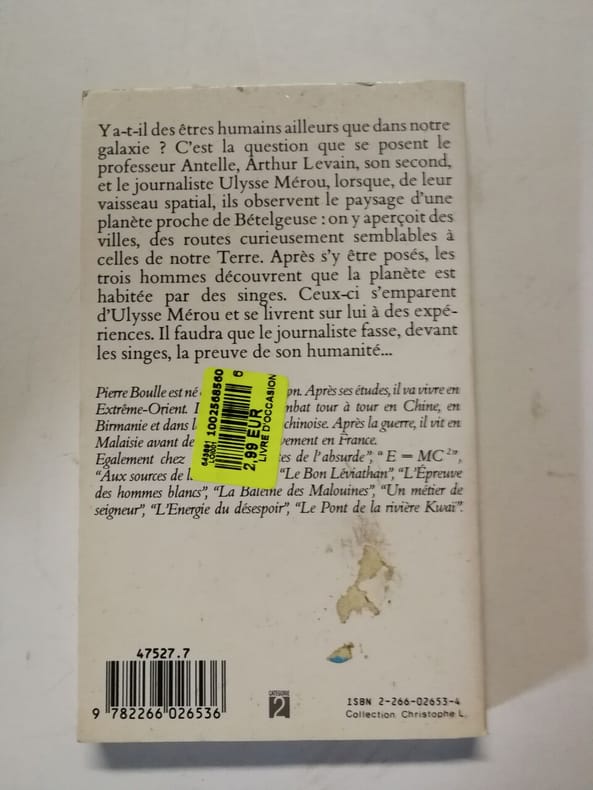 Y a-t-il des êtres humains ailleurs que dans notre
galaxie ? C'est la question que se posent le
professeur Antelle, Arthur Levain, son second,
et le journaliste Ulysse Mérou, lorsque, de leur
vaisseau spatial, ils observent le paysage d'une
planète proche de Bételgeuse : on y aperçoit des
villes, des routes curieusement semblables à
celles de notre Terre. Après s'y être posés, les
trois hommes découvrent que la planète est
habitée par des singes. Ceux-ci s'emparent
d'Ulysse Mérou et se livrent sur lui à des expé-
riences. Il faudra que le journaliste fasse, devant
les singes, la preuve de son humanité...
Pierre Boulle est né on. Après ses études, il va vivre en
Extrême-Orient. bat tour à tour en Chine, en
Birmanie et dans chinoise. Après la guerre, il vit en
Malaisie avant de vement en France.
Egalement chez tes de l'absurde", "E = MC²",
"Aux sources de "Le Bon Léviathan", "L'Épreuve
des hommes blancs", "La Baleine des Malouines", "Un métier de
seigneur", "L'Energie du désespoir", "Le Pont de la rivière Kwaï".
1002568560 6
2,99 EUR
LIVRE D'OCCASION
47527.7
9 782266 026536
CATEGORIE
2
ISBN 2-266-02653-4
Collection Christophe L.